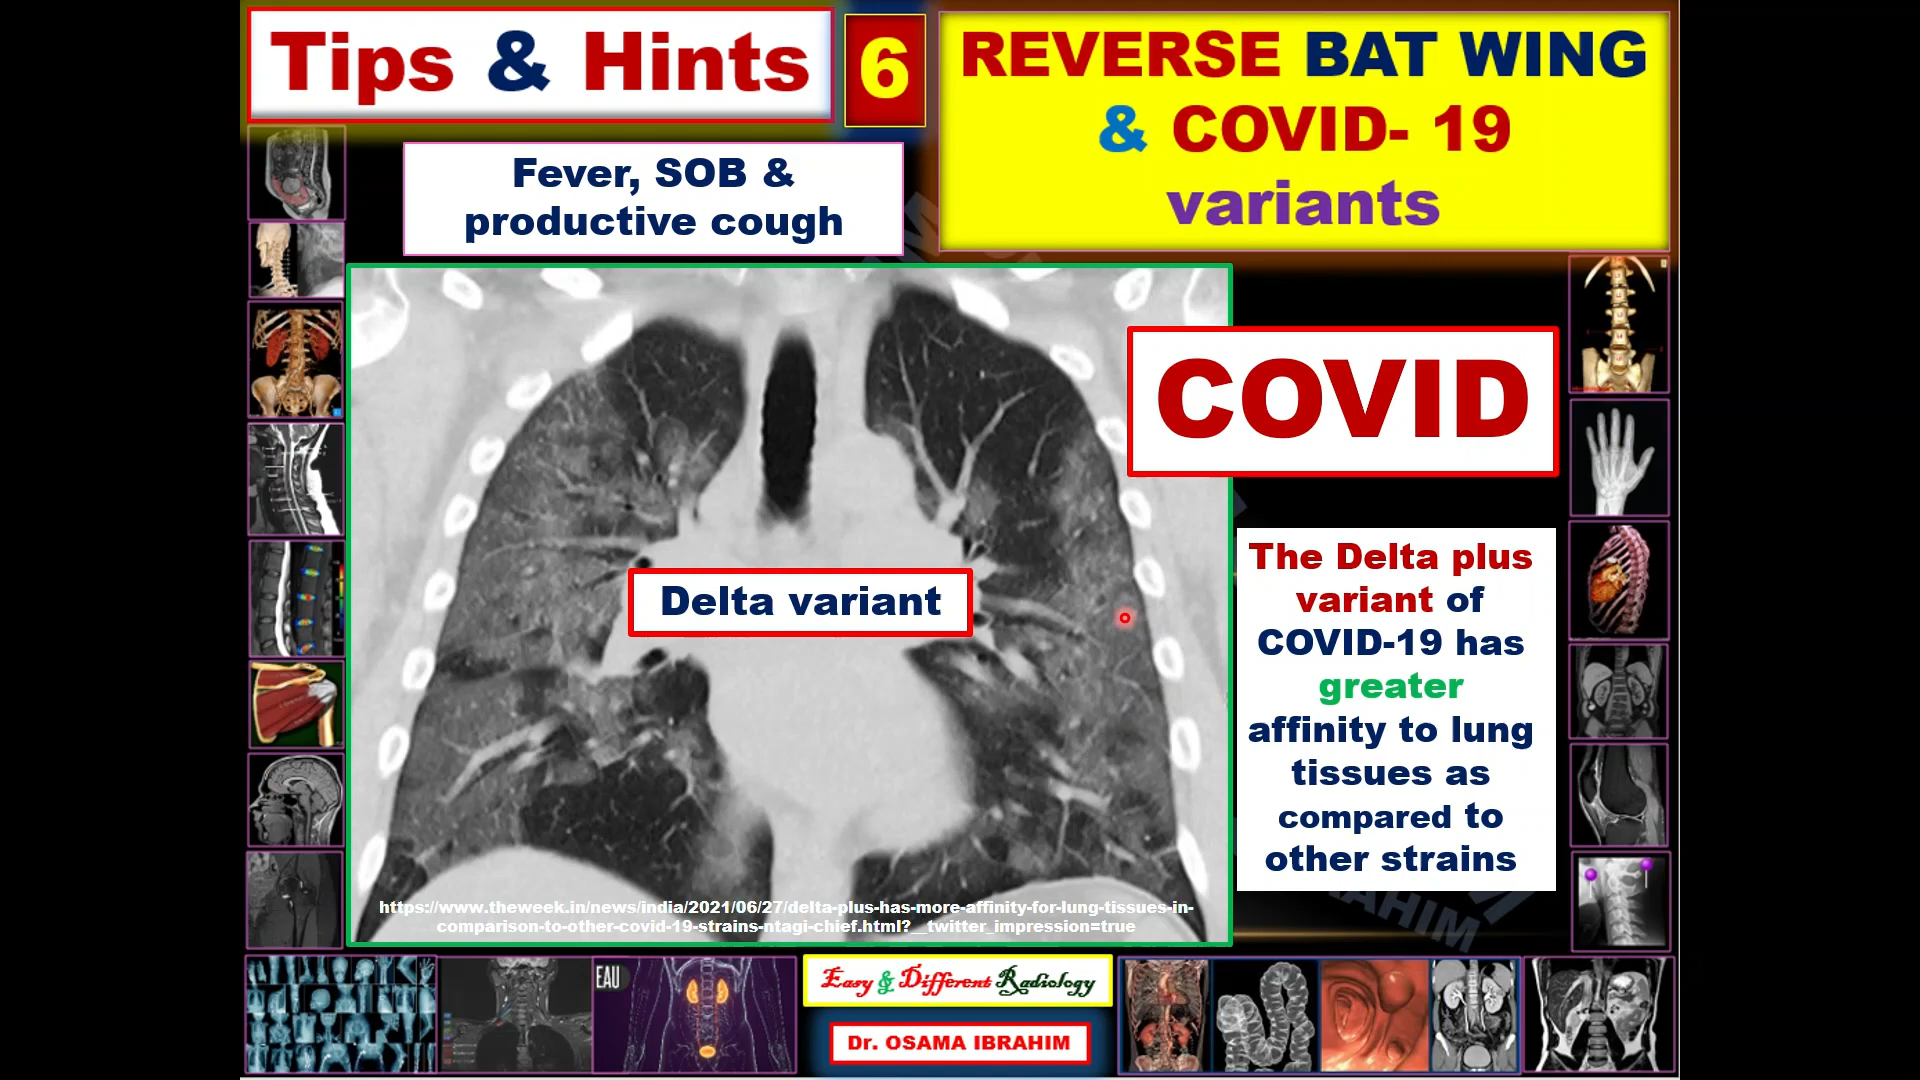 Tips & Hints
6
REVERSE BAT WING
& COVID- 19
variants
Fever, SOB &
productive cough
COVID
Delta variant
The Delta plus
variant of
COVID-19 has
greater
affinity to lung
tissues as
compared to
other strains
https://www.theweek.in/news/india/2021/06/27/delta-plus-has-more-affinity-for-lung-tissues-in-
comparison-to-other-covid-19-strains-ntagi-chief.html?__twitter_impression=true
EAU
Easy & Different Radiology
Dr. OSAMA IBRAHIM